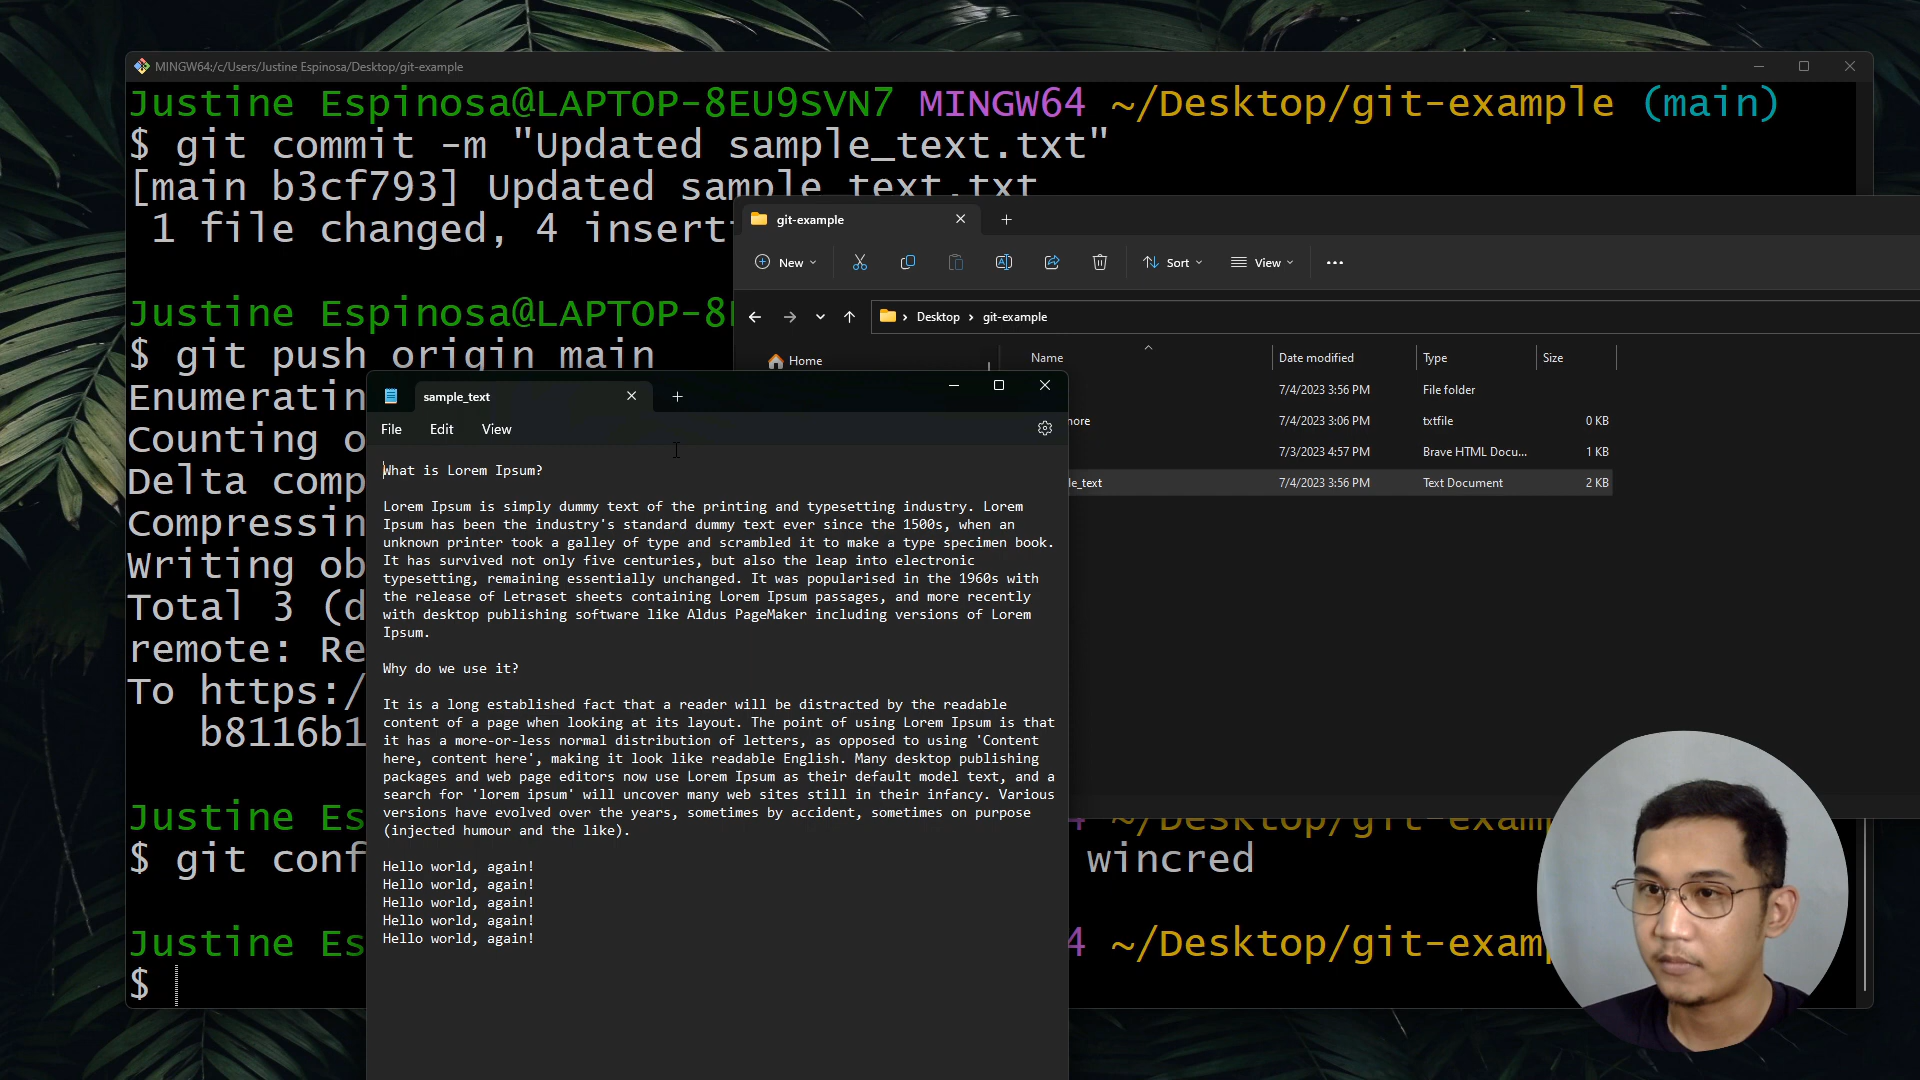 MINGW64:/c/Users/Justine Espinosa/Desktop/git-example
Justine Espinosa@LAPTOP-8EU9SVN7 MINGW64 ~/Desktop/git-example (main)
$ git commit -m "Updated sample_text.txt"
[main b3cf793] Updated sample_text.txt
1 file changed, 4 insert
Justine Espinosa@LAPTOP-8
$ git push origin main
Enumeratin
Counting o
Delta comp
Compressin
Writing ob
Total 3 (d
remote: Re
To https:/
b8116b1
Justine Es
4 ~/Desktop/git-exam
$ git conf
wincred
Justine Es
4 ~/Desktop/git-examp
$
git-example
New
Sort
View
Desktop
git-example
Home
Name
Date modified
Type
Size
7/4/2023 3:56 PM File folder
nore 7/4/2023 3:06 PM txtfile 0 KB
7/3/2023 4:57 PM Brave HTML Docu... 1 KB
le_text 7/4/2023 3:56 PM Text Document 2 KB
sample_text
File Edit View
What is Lorem Ipsum?
Lorem Ipsum is simply dummy text of the printing and typesetting industry. Lorem
Ipsum has been the industry's standard dummy text ever since the 1500s, when an
unknown printer took a galley of type and scrambled it to make a type specimen book.
It has survived not only five centuries, but also the leap into electronic
typesetting, remaining essentially unchanged. It was popularised in the 1960s with
the release of Letraset sheets containing Lorem Ipsum passages, and more recently
with desktop publishing software like Aldus PageMaker including versions of Lorem
Ipsum.
Why do we use it?
It is a long established fact that a reader will be distracted by the readable
content of a page when looking at its layout. The point of using Lorem Ipsum is that
it has a more-or-less normal distribution of letters, as opposed to using 'Content
here, content here', making it look like readable English. Many desktop publishing
packages and web page editors now use Lorem Ipsum as their default model text, and a
search for 'lorem ipsum' will uncover many web sites still in their infancy. Various
versions have evolved over the years, sometimes by accident, sometimes on purpose
(injected humour and the like).
Hello world, again!
Hello world, again!
Hello world, again!
Hello world, again!
Hello world, again!